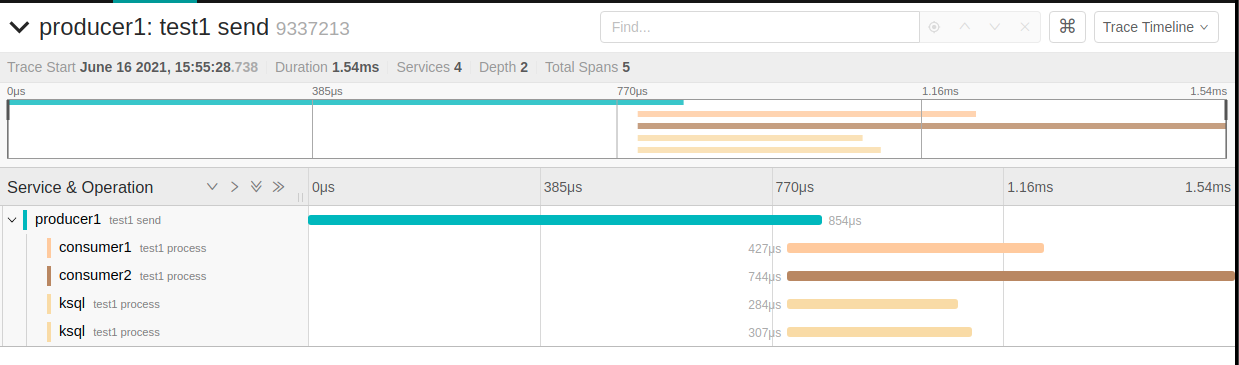 producer1: test1 send 9337213
Find...
⌘
Trace Timeline
Trace Start June 16 2021, 15:55:28.738 Duration 1.54ms Services 4 Depth 2 Total Spans 5
0μs 385μs 770μs 1.16ms 1.54ms
Service & Operation 0μs 385μs 770μs 1.16ms 1.54ms
producer1 test1 send 854μs
consumer1 test1 process 427μs
consumer2 test1 process 744μs
ksql test1 process 284μs
ksql test1 process 307μs